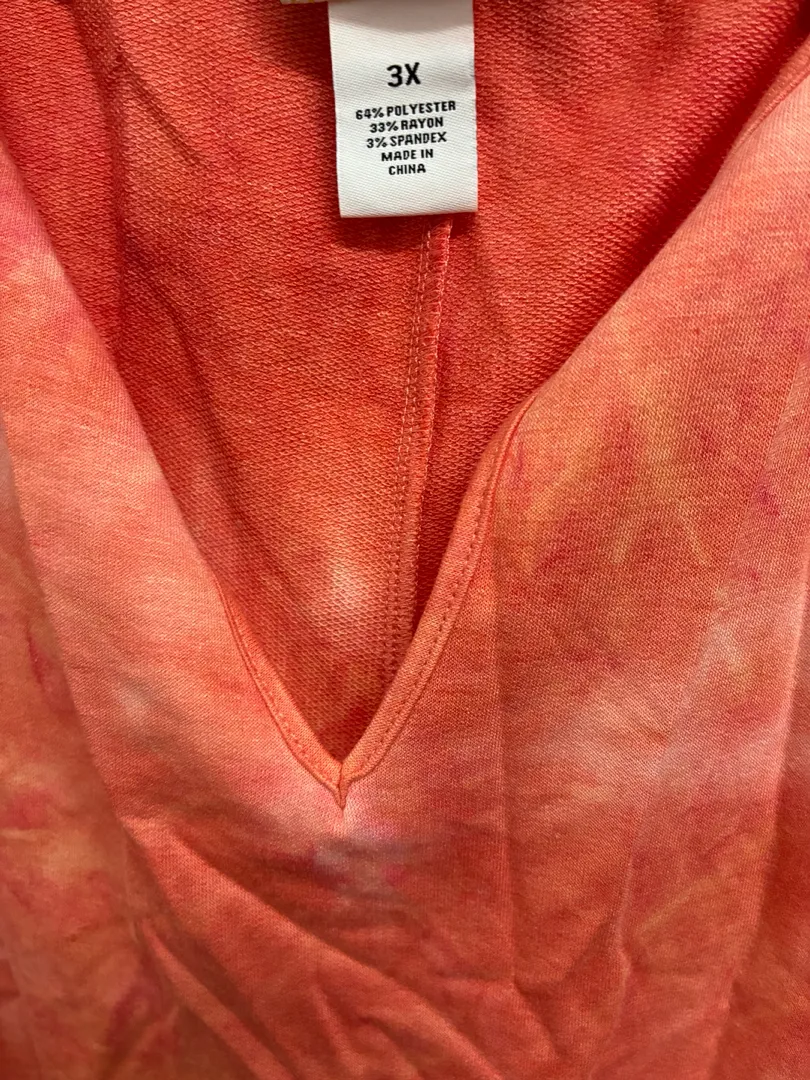 3X
64% POLYESTER
33% RAYON
3% SPANDEX
MADE IN
CHINA